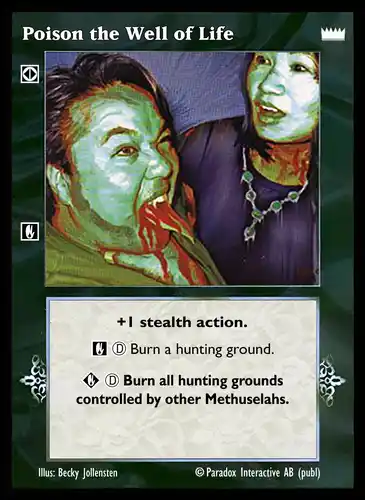 Poison the Well of Life
+1 stealth action.
Ⓓ Burn a hunting ground.
Ⓓ Burn all hunting grounds
controlled by other Methuselahs.
Illus: Becky Jollensten © Paradox Interactive AB (publ)